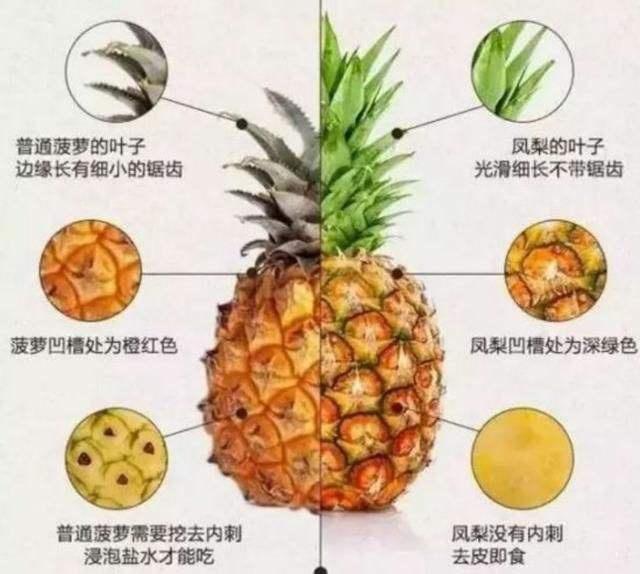 普通菠萝的叶子
边缘长有细小的锯齿
凤梨的叶子
光滑细长不带锯齿
菠萝凹槽处为橙红色
凤梨凹槽处为深绿色
普通菠萝需要挖去内刺
浸泡盐水才能吃
凤梨没有内刺
去皮即食